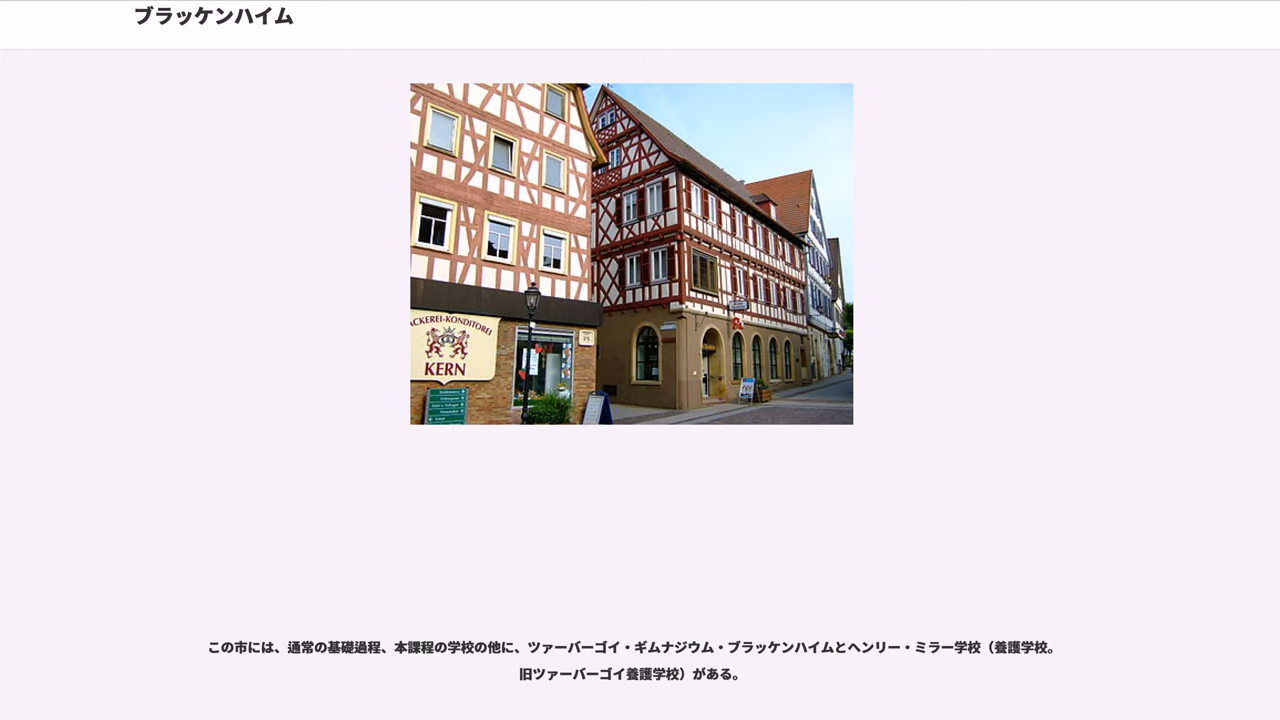 ブラッケンハイム
ACKEREI-KONDITOREI
KERN
この市には、通常の基礎過程、本課程の学校の他に、ツァーバーゴイ・ギムナジウム・ブラッケンハイムとヘンリー・ミラー学校（養護学校。
旧ツァーバーゴイ養護学校）がある。